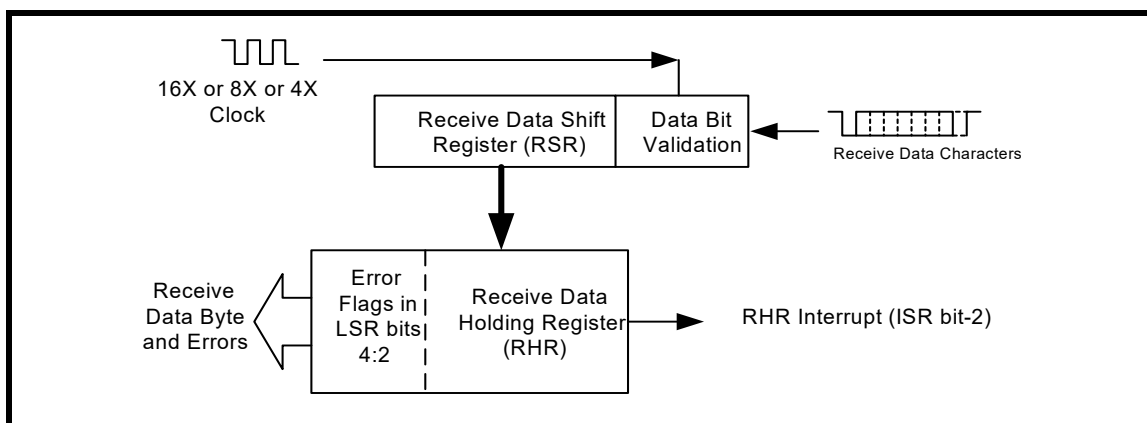 16X or 8X or 4X
Clock
Receive Data Shift
Register (RSR)
Data Bit
Validation
Receive Data Characters
Receive
Data Byte
and Errors
Error
Flags in
LSR bits
4:2
Receive Data
Holding Register
(RHR)
RHR Interrupt (ISR bit-2)